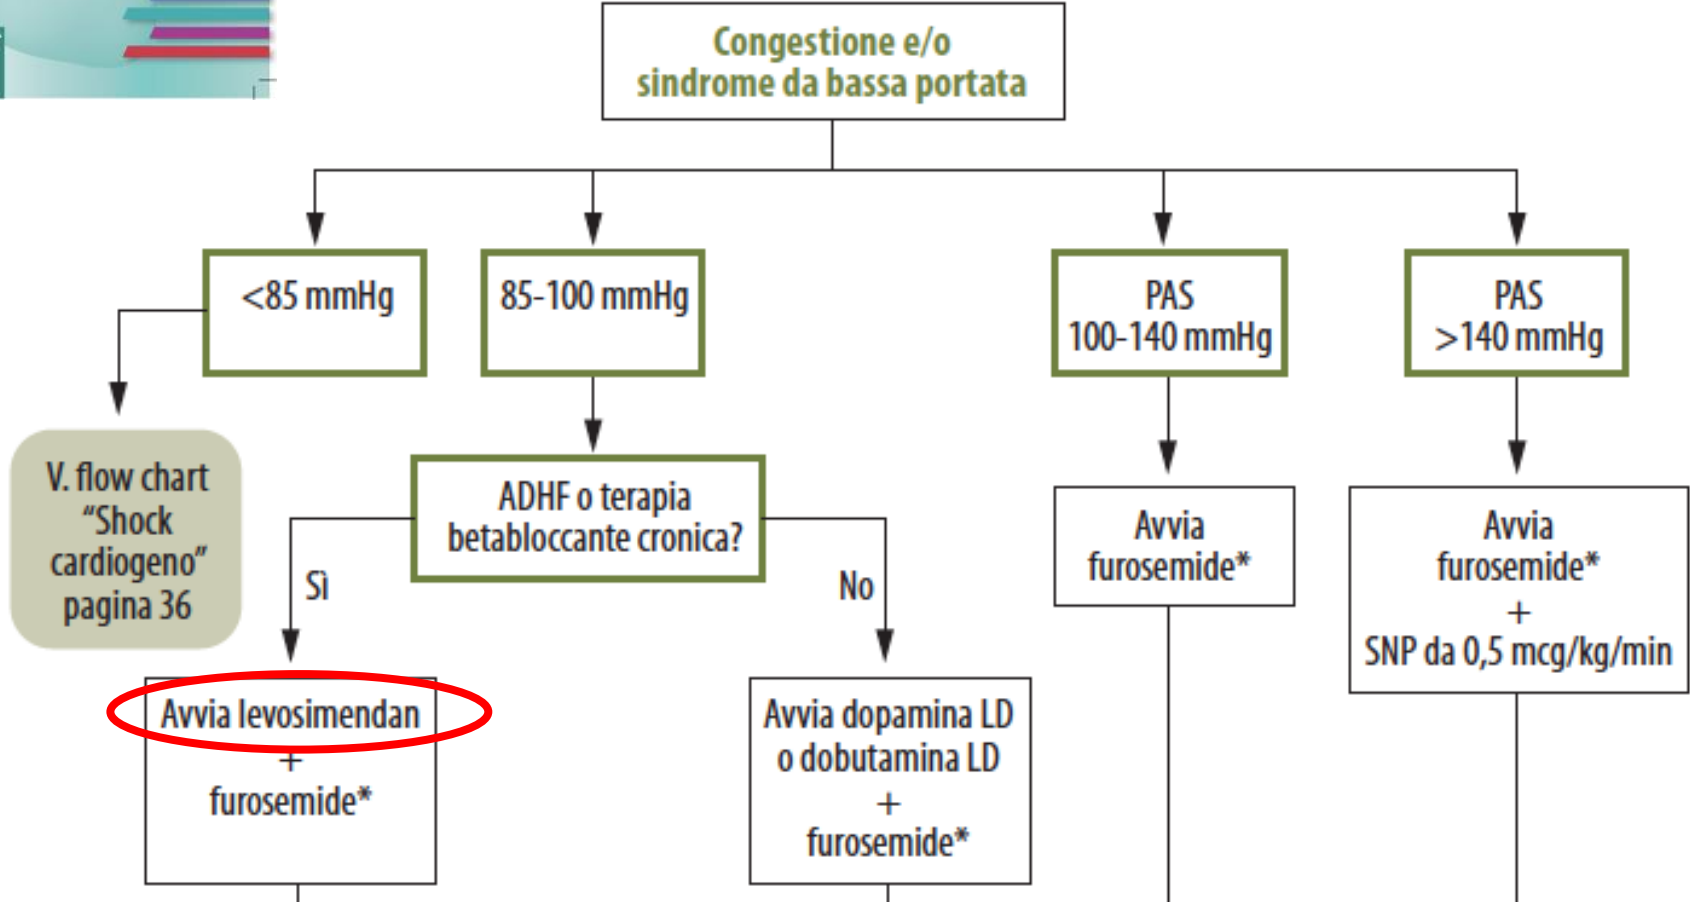 Congestione e/o
sindrome da bassa portata
<85 mmHg
85-100 mmHg
PAS
100-140 mmHg
PAS
>140 mmHg
V. flow chart
“Shock
cardiogeno”
pagina 36
ADHF o terapia
betabloccante cronica?
Sì
No
Avvia levosimendan
+
furosemide*
Avvia dopamina LD
o dobutamina LD
+
furosemide*
Avvia
furosemide*
Avvia
furosemide*
+
SNP da 0,5 mcg/kg/min